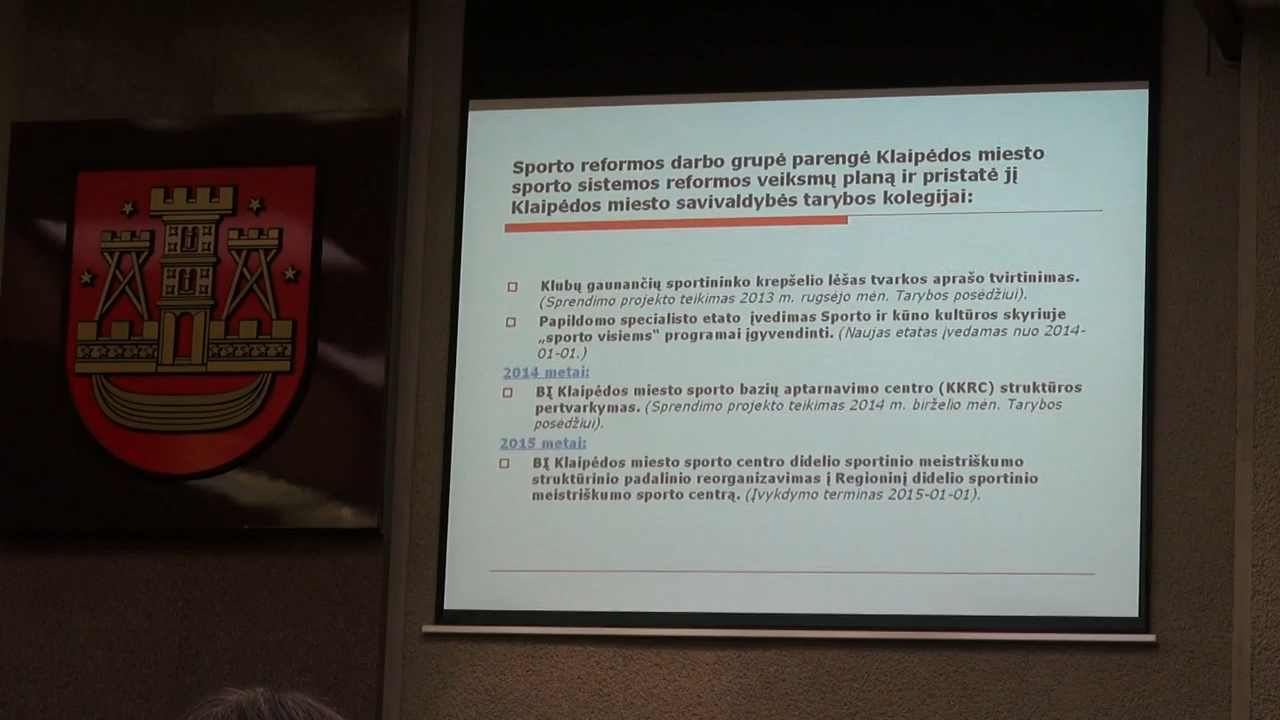 Sporto reformos darbo grupė parengė Klaipėdos miesto
sporto sistemos reformos veiksmų planą ir pristatė jį
Klaipėdos miesto savivaldybės tarybos kolegijai:
Klubų gaunančių sportininko krepšelio lėšas tvarkos aprašo tvirtinimas.
(Sprendimo projekto teikimas 2013 m. rugsėjo mėn. Tarybos posėdžiui).
Papildomo specialisto etato įvedimas Sporto ir kūno kultūros skyriuje
„sporto visiems“ programai įgyvendinti. (Naujas etatas įvedamas nuo 2014-
01-01.)
2014 metai:
BĮ Klaipėdos miesto sporto bazių aptarnavimo centro (KKRC) struktūros
pertvarkymas. (Sprendimo projekto teikimas 2014 m. birželio mėn. Tarybos
posėdžiui).
2015 metai:
BĮ Klaipėdos miesto sporto centro didelio sportinio meistriškumo
struktūrinio padalinio reorganizavimas į Regioninį didelio sportinio
meistriškumo sporto centrą. (Įvykdymo terminas 2015-01-01).